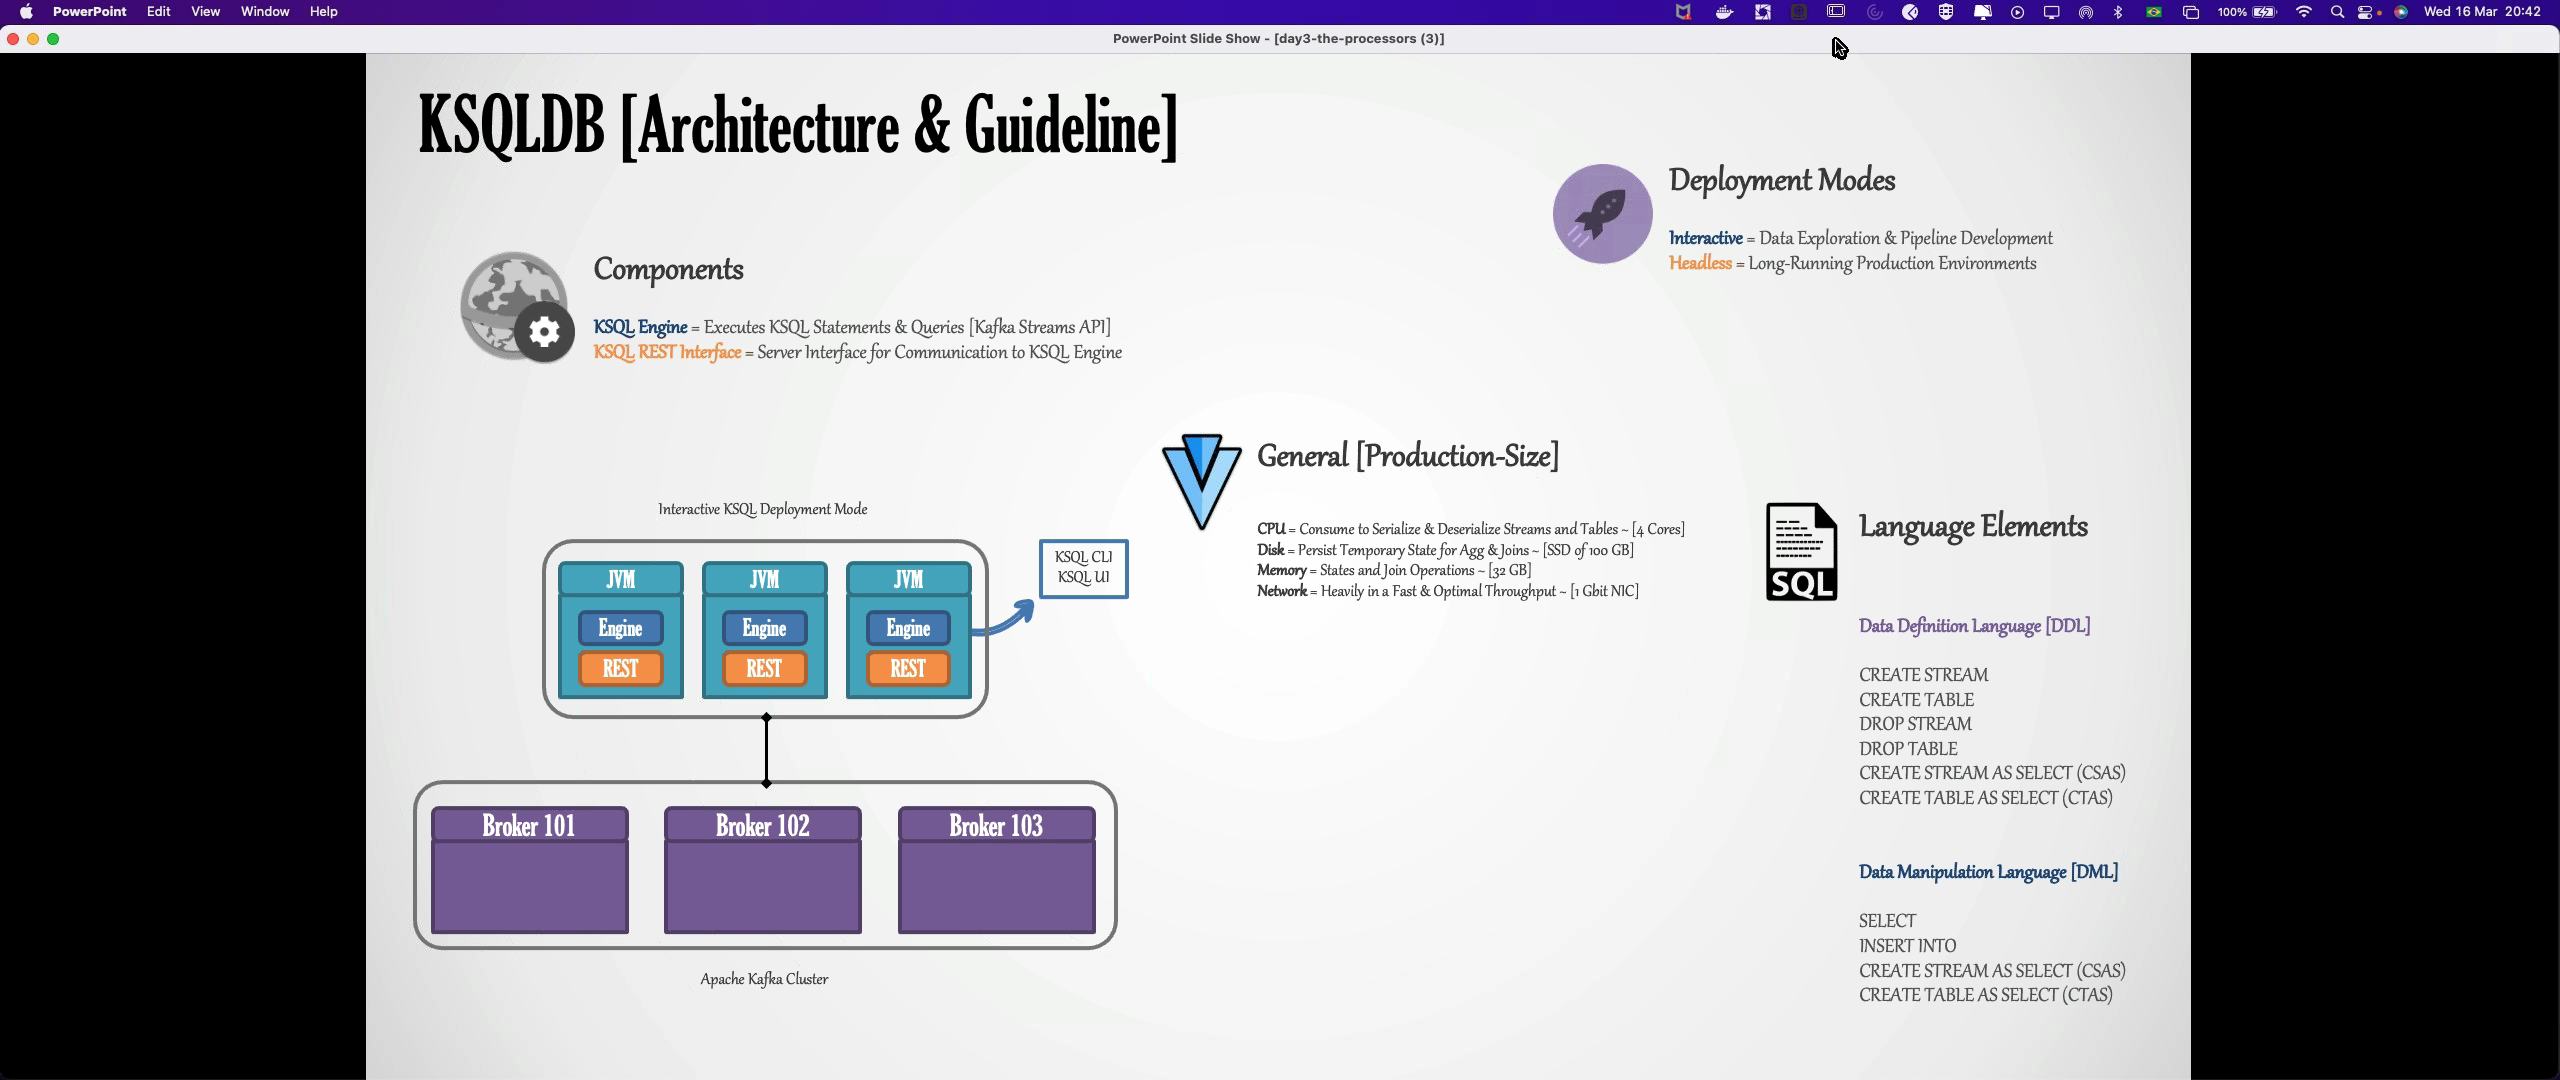 PowerPoint Edit View Window Help
100% Wed 16 Mar 20:42
PowerPoint Slide Show - [day3-the-processors (3)]
KSQLDB [Architecture & Guideline]
Components
KSQL Engine = Executes KSQL Statements & Queries [Kafka Streams API]
KSQL REST Interface = Server Interface for Communication to KSQL Engine
Deployment Modes
Interactive = Data Exploration & Pipeline Development
Headless = Long-Running Production Environments
General [Production-Size]
CPU = Consume to Serialize & Deserialize Streams and Tables ~ [4 Cores]
Disk = Persist Temporary State for Agg & Joins ~ [SSD of 100 GB]
Memory = States and Join Operations ~ [32 GB]
Network = Heavily in a Fast & Optimal Throughput ~ [1 Gbit NIC]
Interactive KSQL Deployment Mode
JVM JVM JVM
Engine Engine Engine
REST REST REST
KSQL CLI
KSQL UI
Broker 101 Broker 102 Broker 103
Apache Kafka Cluster
SQL
Language Elements
Data Definition Language [DDL]
CREATE STREAM
CREATE TABLE
DROP STREAM
DROP TABLE
CREATE STREAM AS SELECT (CSAS)
CREATE TABLE AS SELECT (CTAS)
Data Manipulation Language [DML]
SELECT
INSERT INTO
CREATE STREAM AS SELECT (CSAS)
CREATE TABLE AS SELECT (CTAS)